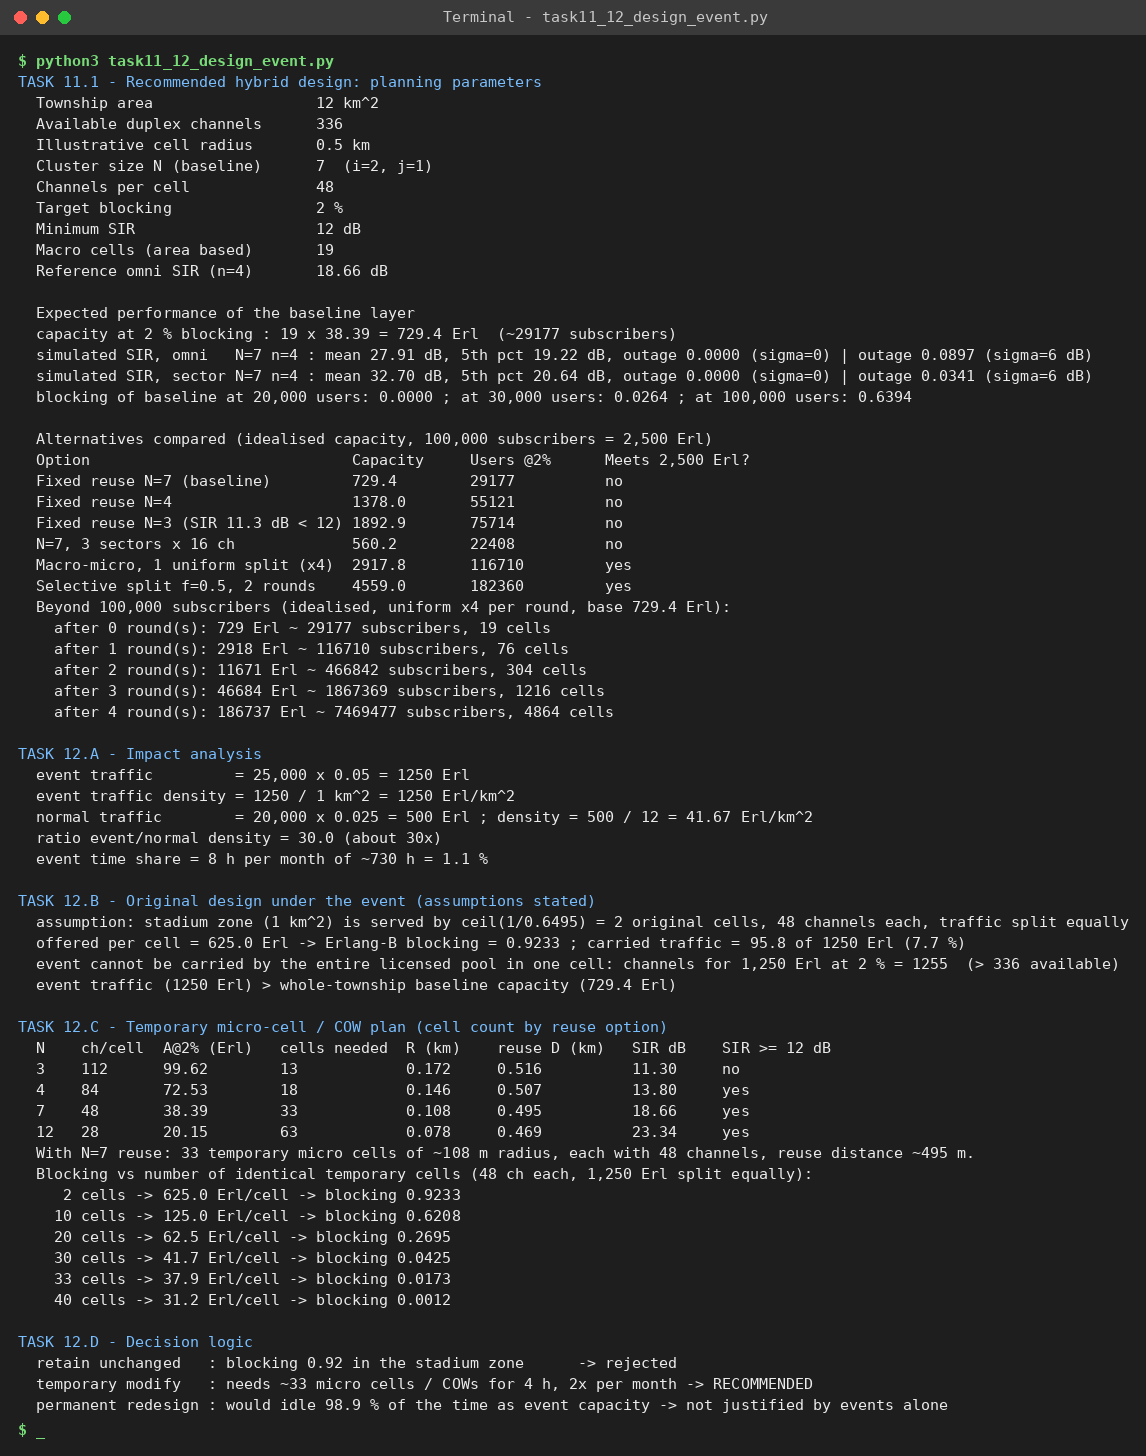 Terminal - task11_12_design_event.py
$ python3 task11_12_design_event.py
TASK 11.1 - Recommended hybrid design: planning parameters
Township area 12 km^2
Available duplex channels 336
Illustrative cell radius 0.5 km
Cluster size N (baseline) 7 (i=2, j=1)
Channels per cell 48
Target blocking 2 %
Minimum SIR 12 dB
Macro cells (area based) 19
Reference omni SIR (n=4) 18.66 dB
Expected performance of the baseline layer
capacity at 2 % blocking : 19 x 38.39 = 729.4 Erl (~29177 subscribers)
simulated SIR, omni N=7 n=4 : mean 27.91 dB, 5th pct 19.22 dB, outage 0.0000 (sigma=0) | outage 0.0897 (sigma=6 dB)
simulated SIR, sector N=7 n=4 : mean 32.70 dB, 5th pct 20.64 dB, outage 0.0000 (sigma=0) | outage 0.0341 (sigma=6 dB)
blocking of baseline at 20,000 users: 0.0000 ; at 30,000 users: 0.0264 ; at 100,000 users: 0.6394
Alternatives compared (idealised capacity, 100,000 subscribers = 2,500 Erl)
Option Capacity Users @2% Meets 2,500 Erl?
Fixed reuse N=7 (baseline) 729.4 29177 no
Fixed reuse N=4 1378.0 55121 no
Fixed reuse N=3 (SIR 11.3 dB < 12) 1892.9 75714 no
N=7, 3 sectors x 16 ch 560.2 22408 no
Macro-micro, 1 uniform split (x4) 2917.8 116710 yes
Selective split f=0.5, 2 rounds 4559.0 182360 yes
Beyond 100,000 subscribers (idealised, uniform x4 per round, base 729.4 Erl):
after 0 round(s): 729 Erl ~ 29177 subscribers, 19 cells
after 1 round(s): 2918 Erl ~ 116710 subscribers, 76 cells
after 2 round(s): 11671 Erl ~ 466842 subscribers, 304 cells
after 3 round(s): 46684 Erl ~ 1867369 subscribers, 1216 cells
after 4 round(s): 186737 Erl ~ 7469477 subscribers, 4864 cells
TASK 12.A - Impact analysis
event traffic = 25,000 x 0.05 = 1250 Erl
event traffic density = 1250 / 1 km^2 = 1250 Erl/km^2
normal traffic = 20,000 x 0.025 = 500 Erl ; density = 500 / 12 = 41.67 Erl/km^2
ratio event/normal density = 30.0 (about 30x)
event time share = 8 h per month of ~730 h = 1.1 %
TASK 12.B - Original design under the event (assumptions stated)
assumption: stadium zone (1 km^2) is served by ceil(1/0.6495) = 2 original cells, 48 channels each, traffic split equally
offered per cell = 625.0 Erl -> Erlang-B blocking = 0.9233 ; carried traffic = 95.8 of 1250 Erl (7.7 %)
event cannot be carried by the entire licensed pool in one cell: channels for 1,250 Erl at 2 % = 1255 (> 336 available)
event traffic (1250 Erl) > whole-township baseline capacity (729.4 Erl)
TASK 12.C - Temporary micro-cell / COW plan (cell count by reuse option)
N ch/cell A@2% (Erl) cells needed R (km) reuse D (km) SIR dB SIR >= 12 dB
3 112 99.62 13 0.172 0.516 11.30 no
4 84 72.53 18 0.146 0.507 13.80 yes
7 48 38.39 33 0.108 0.495 18.66 yes
12 28 20.15 63 0.078 0.469 23.34 yes
With N=7 reuse: 33 temporary micro cells of ~108 m radius, each with 48 channels, reuse distance ~495 m.
Blocking vs number of identical temporary cells (48 ch each, 1,250 Erl split equally):
2 cells -> 625.0 Erl/cell -> blocking 0.9233
10 cells -> 125.0 Erl/cell -> blocking 0.6208
20 cells -> 62.5 Erl/cell -> blocking 0.2695
30 cells -> 41.7 Erl/cell -> blocking 0.0425
33 cells -> 37.9 Erl/cell -> blocking 0.0173
40 cells -> 31.2 Erl/cell -> blocking 0.0012
TASK 12.D - Decision logic
retain unchanged : blocking 0.92 in the stadium zone -> rejected
temporary modify : needs ~33 micro cells / COWs for 4 h, 2x per month -> RECOMMENDED
permanent redesign : would idle 98.9 % of the time as event capacity -> not justified by events alone
$ _